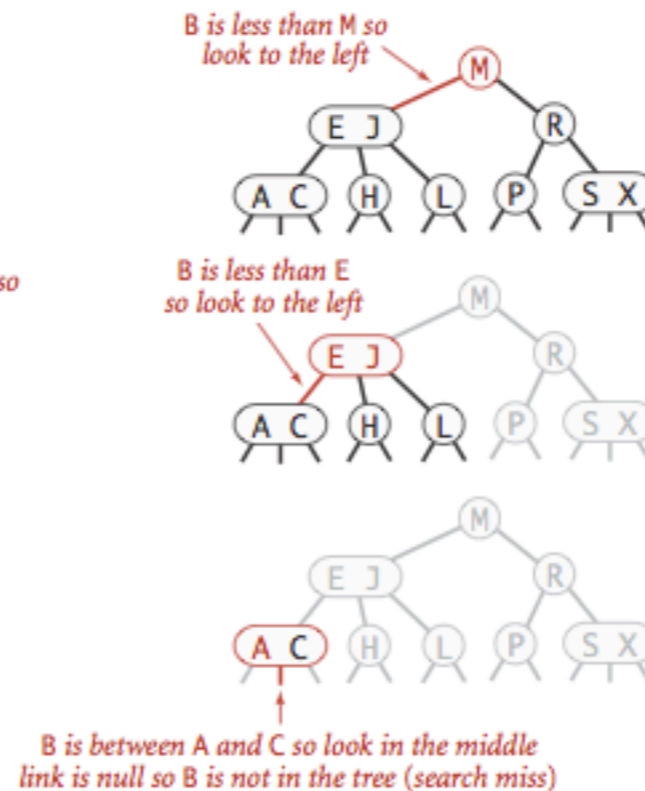 B is less than M so
look to the left
M
E J R
A C H L P S X
so
B is less than E
so look to the left
M
E J R
A C H L P S X
M
E J R
A C H L P S X
B is between A and C so look in the middle
link is null so B is not in the tree (search miss)